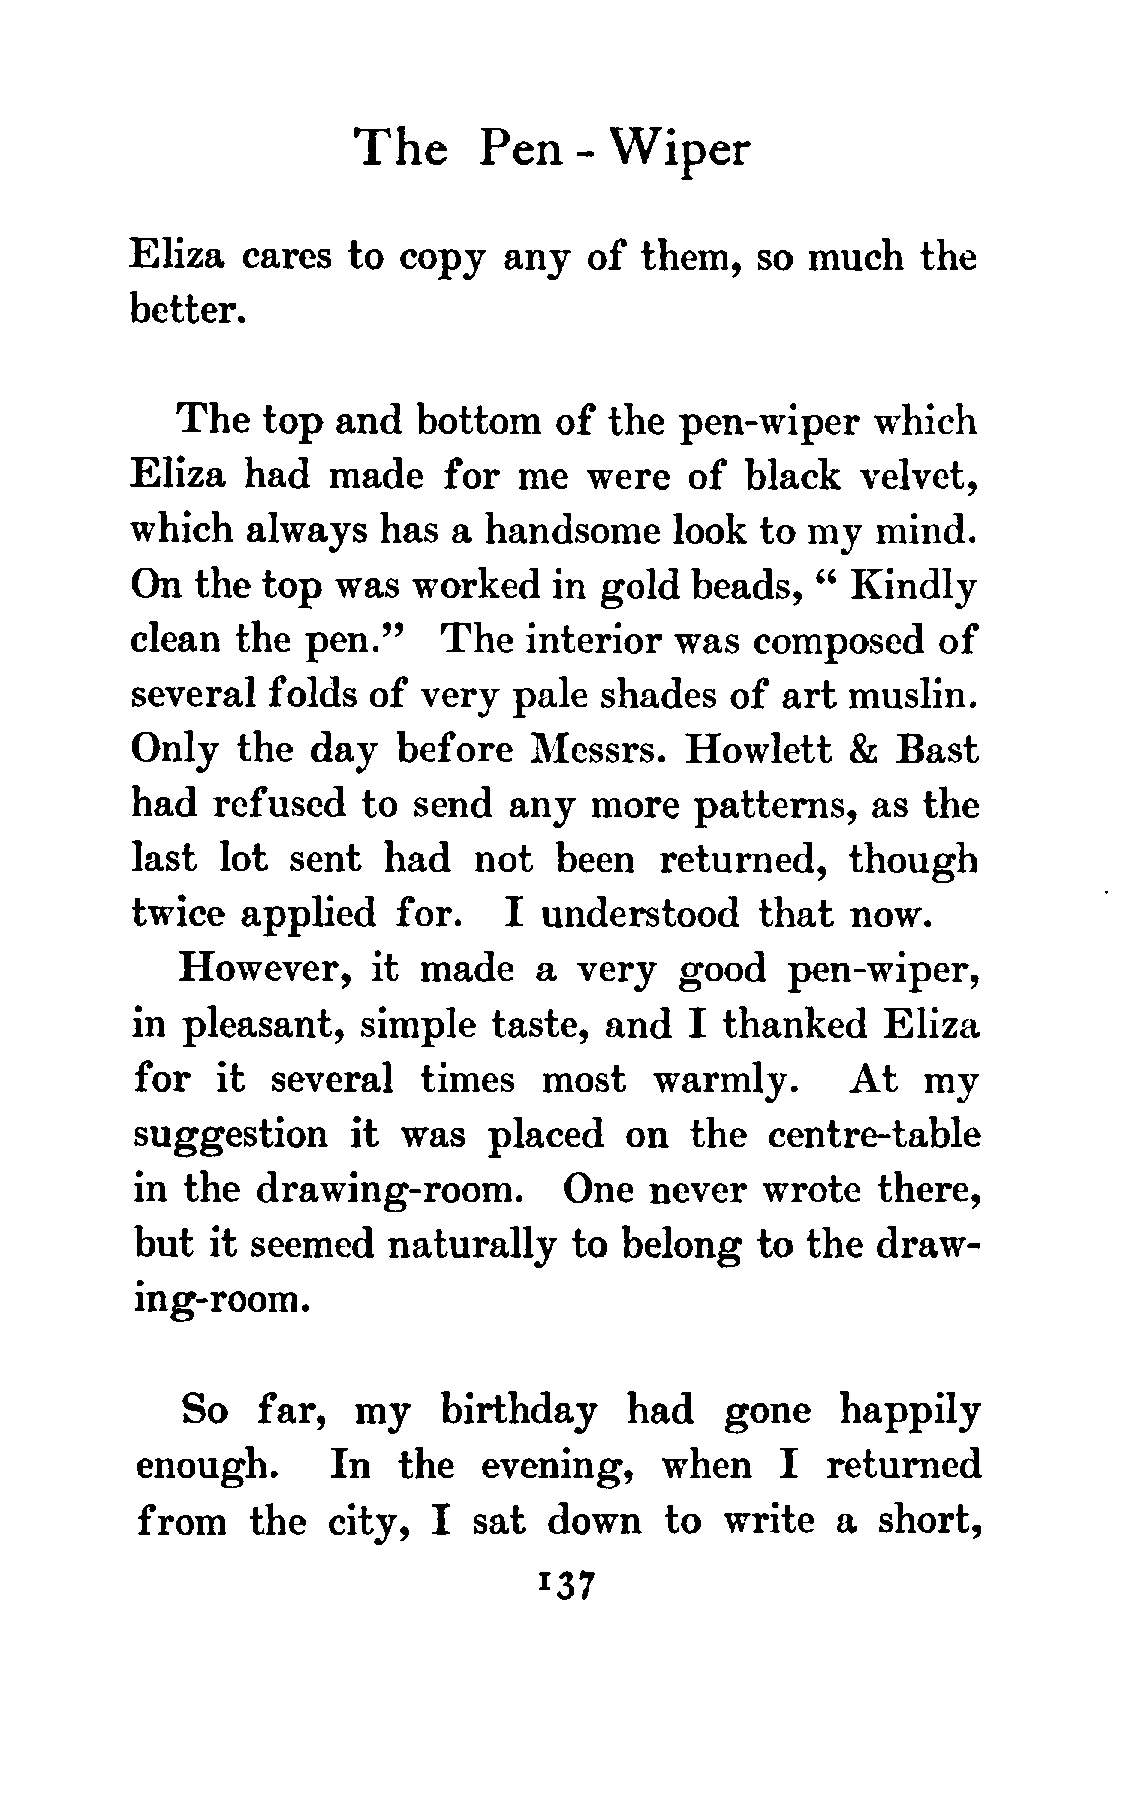 The Pen - Wiper
Eliza cares to copy any of them, so much the
better.
The top and bottom of the pen-wiper which
Eliza had made for me were of black velvet,
which always has a handsome look to my mind.
On the top was worked in gold beads, “ Kindly
clean the pen.” The interior was composed of
several folds of very pale shades of art muslin.
Only the day before Messrs. Howlett & Bast
had refused to send any more patterns, as the
last lot sent had not been returned, though
twice applied for. I understood that now.
However, it made a very good pen-wiper,
in pleasant, simple taste, and I thanked Eliza
for it several times most warmly. At my
suggestion it was placed on the centre-table
in the drawing-room. One never wrote there,
but it seemed naturally to belong to the draw-
ing-room.
So far, my birthday had gone happily
enough. In the evening, when I returned
from the city, I sat down to write a short,
137